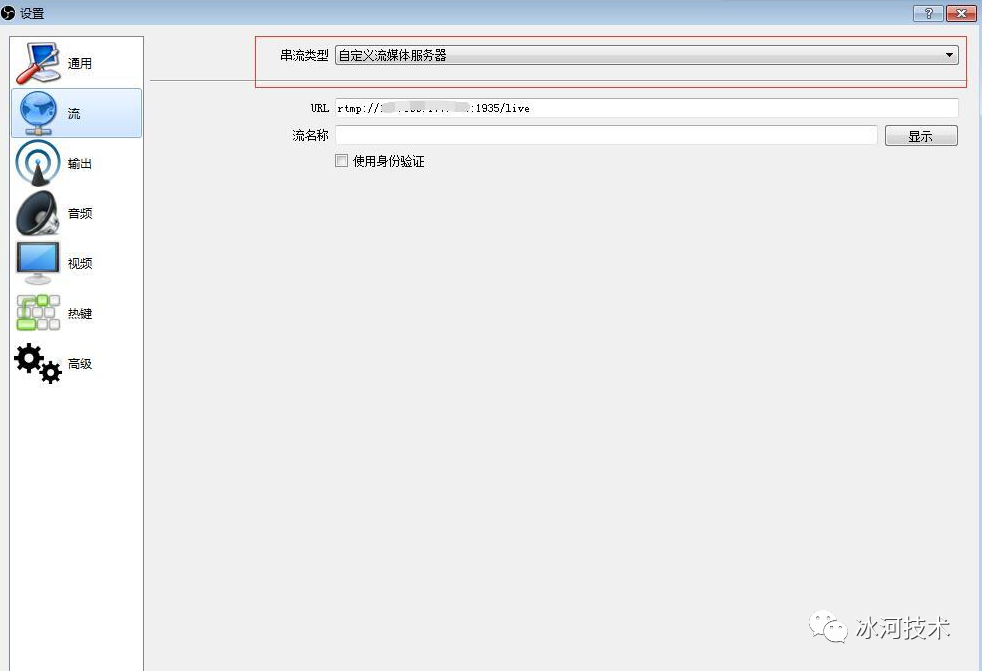 设置
通用
流
输出
音频
视频
热键
高级
串流类型 自定义流媒体服务器
URL rtmp:// :1935/live
流名称 显示
使用身份验证
冰河技术